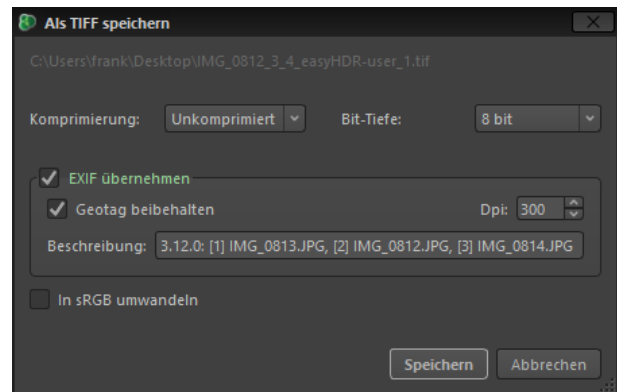 Als TIFF speichern
C:\Users\frank\Desktop\IMG_0812_3_4_easyHDR-user_1.tif
Komprimierung: Unkomprimiert Bit-Tiefe: 8 bit
EXIF übernehmen
Geotag beibehalten Dpi: 300
Beschreibung: 3.12.0: [1] IMG_0813.JPG, [2] IMG_0812.JPG, [3] IMG_0814.JPG
In sRGB umwandeln
Speichern Abbrechen